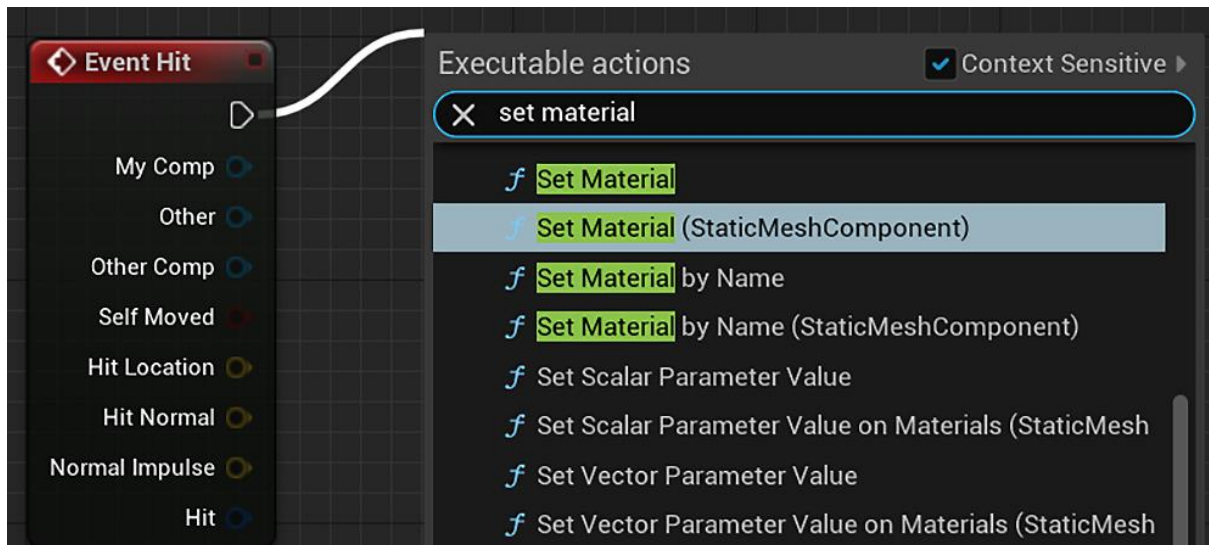 Event Hit
My Comp
Other
Other Comp
Self Moved
Hit Location
Hit Normal
Normal Impulse
Hit
Executable actions
Context Sensitive
set material
Set Material
Set Material (StaticMeshComponent)
Set Material by Name
Set Material by Name (StaticMeshComponent)
Set Scalar Parameter Value
Set Scalar Parameter Value on Materials (StaticMesh
Set Vector Parameter Value
Set Vector Parameter Value on Materials (StaticMesh